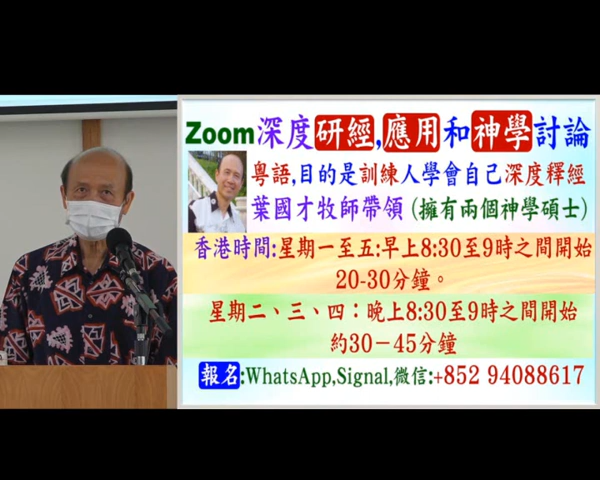 Zoom深度研經,應用和神學討論
粵語,目的是訓練人學會自己深度釋經
葉國才牧師帶領 (擁有兩個神學碩士)
香港時間:星期一至五:早上8:30至9時之間開始
20-30分鐘。
星期二、三、四：晚上8:30至9時之間開始
約30－45分鐘
報名:WhatsApp,Signal,微信:+852 94088617